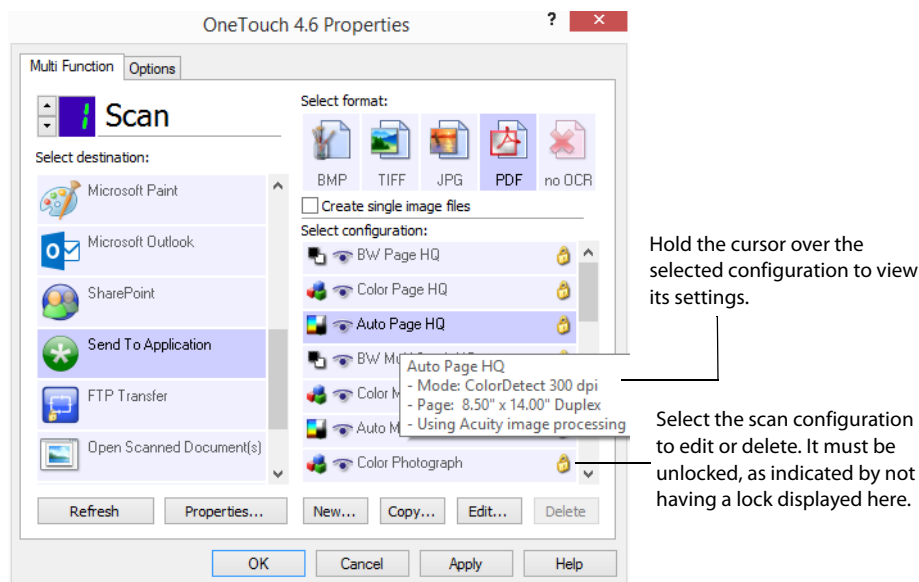 OneTouch 4.6 Properties
?
Multi Function
Options
1
Scan
Select destination:
Microsoft Paint
Microsoft Outlook
SharePoint
Send To Application
FTP Transfer
Open Scanned Document(s)
Refresh
Properties...
Select format:
BMP
TIFF
JPG
PDF
no OCR
Create single image files
Select configuration:
BW Page HQ
Color Page HQ
Auto Page HQ
BW
Color
Auto
Color Photograph
Auto Page HQ
- Mode: ColorDetect 300 dpi
- Page: 8.50" x 14.00" Duplex
- Using Acuity image processing
New...
Copy...
Edit...
Delete
OK
Cancel
Apply
Help
Hold the cursor over the
selected configuration to view
its settings.
Select the scan configuration
to edit or delete. It must be
unlocked, as indicated by not
having a lock displayed here.